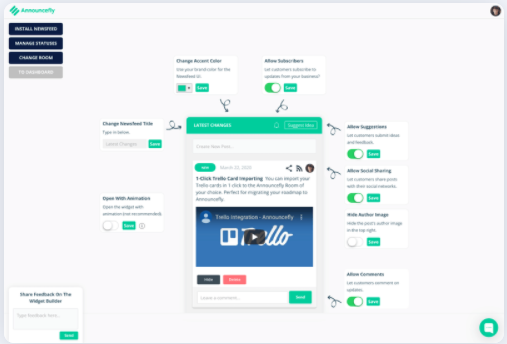 Announcefly
INSTALL NEWSFEED
MANAGE STATUSES
CHANGE ROOM
TO DASHBOARD
Change Accent Color
Use your brand color for the
Newsfeed UI.
Save
Allow Subscribers
Let customers subscribe to
updates from your business?
Save
Change Newsfeed Title
Type in below.
Latest Changes
Save
Open With Animation
Open the widget with
animation (not recommended).
Save
LATEST CHANGES
Suggest Idea
Create New Post...
New
March 23, 2020
1-Click Trello Card Importing You can import your
Trello cards in 1-click to the Announcefly Room of
your choice. Perfect for migrating your roadmap to
Announcefly.
Trello Integration - Announcefly
Trello
Hide
Delete
Leave a comment...
Send
Allow Suggestions
Let customers submit ideas
and feedback.
Save
Allow Social Sharing
Let customers share posts
with their social networks.
Save
Hide Author Image
Hide the post's author image
in the top right.
Save
Allow Comments
Let customers comment on
updates.
Save
Share Feedback On The
Widget Builder
Type feedback here...
Send